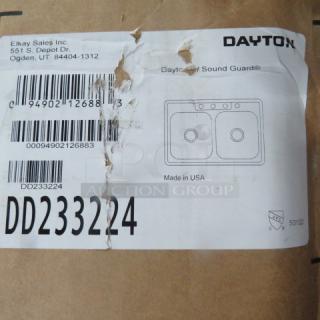 Elkay Sales Inc.
551 S. Depot Dr.
Ogden, UT 84404-1312
DAYTON
Sound Guard®
0 94902 12688 3
00094902126883
DD233224
Made in USA
AUCTION GROUP
DD233224